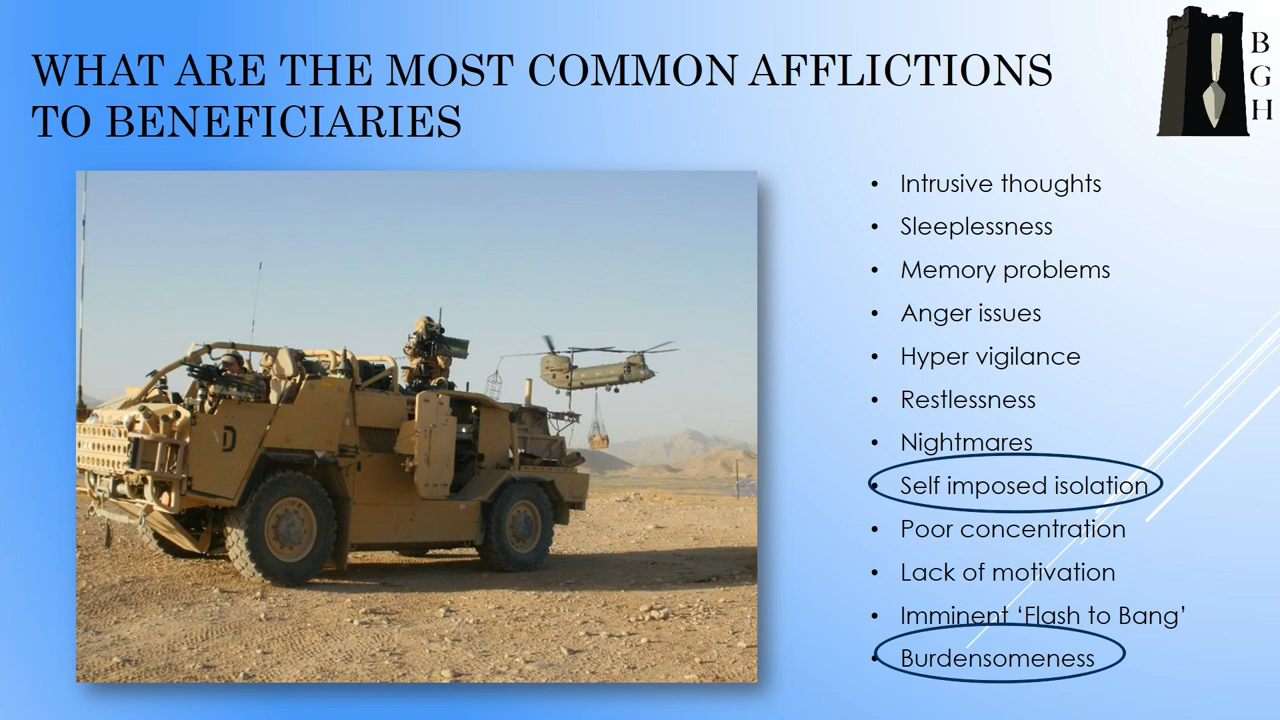 WHAT ARE THE MOST COMMON AFFLICTIONS
TO BENEFICIARIES
B
G
H
D
• Intrusive thoughts
• Sleeplessness
• Memory problems
• Anger issues
• Hyper vigilance
• Restlessness
• Nightmares
• Self imposed isolation
• Poor concentration
• Lack of motivation
• Imminent ‘Flash to Bang’
• Burdensomeness